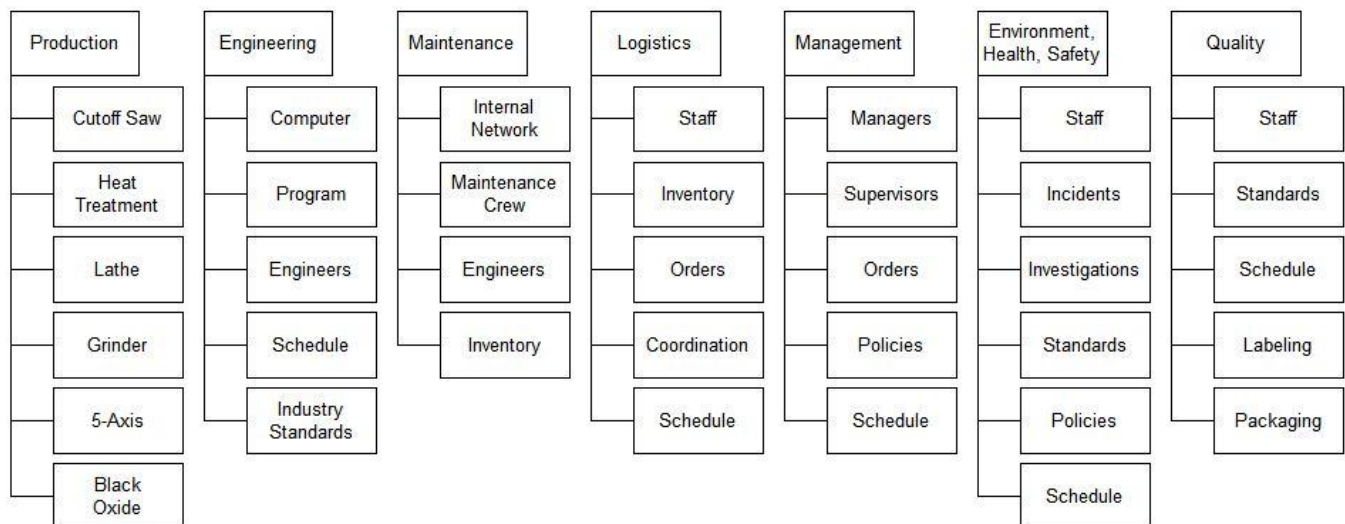 Production
Cutoff Saw
Heat
Treatment
Lathe
Grinder
5-Axis
Black
Oxide
Engineering
Computer
Program
Engineers
Schedule
Industry
Standards
Maintenance
Internal
Network
Maintenance
Crew
Engineers
Inventory
Logistics
Staff
Inventory
Orders
Coordination
Schedule
Management
Managers
Supervisors
Orders
Policies
Schedule
Environment,
Health, Safety
Staff
Incidents
Investigations
Standards
Policies
Schedule
Quality
Staff
Standards
Schedule
Labeling
Packaging